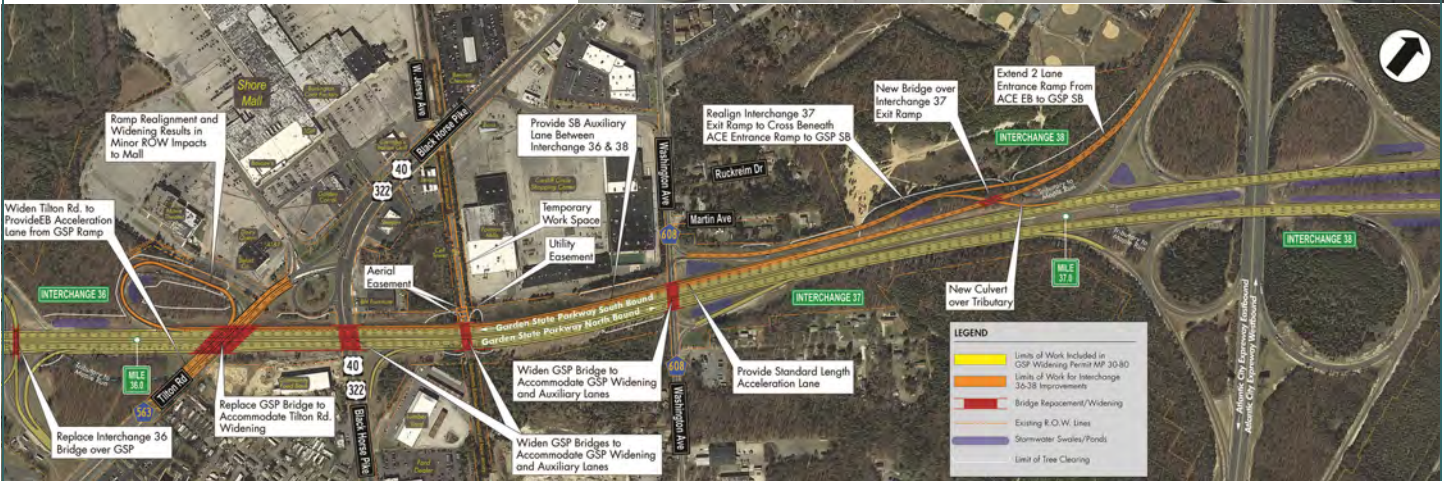 Shore
Mall
Ramp Realignment and
Widening Results in
Minor ROW Impacts
to Mall
Widen Tilton Rd. to
ProvideEB Acceleration
Lane from GSP Ramp
INTERCHANGE 36
MILE
36.0
Tilton Rd
563
Replace Interchange 36
Bridge over GSP
Replace GSP Bridge to
Accommodate Tilton Rd.
Widening
W. Jersey Ave
Black Horse Pike
40
322
Aerial
Easement
Temporary
Work Space
Utility
Easement
Provide SB Auxiliary
Lane Between
Interchange 36 & 38
Garden State Parkway South Bound
Garden State Parkway North Bound
40
322
Black Horse Pike
Widen GSP Bridges to
Accommodate GSP Widening
and Auxiliary Lanes
Widen GSP Bridge to
Accommodate GSP Widening
and Auxiliary Lanes
Washington Ave
608
608
Washington Ave
Ruckreim Dr
Martin Ave
Realign Interchange 37
Exit Ramp to Cross Beneath
ACE Entrance Ramp to GSP SB
New Bridge over
Interchange 37
Exit Ramp
Extend 2 Lane
Entrance Ramp From
ACE EB to GSP SB
INTERCHANGE 38
INTERCHANGE 37
Provide Standard Length
Acceleration Lane
New Culvert
over Tributary
MILE
37.0
INTERCHANGE 38
Atlantic City Expreway Eastbound
Atlantic City Expreway Westbound
LEGEND
Limits of Work Included in
GSP Widening Permit MP 30-80
Limits of Work for Interchange
36-38 Improvements
Bridge Repacement/Widening
Existing R.O.W. Lines
Stormwater Swales/Ponds
Limit of Tree Clearing